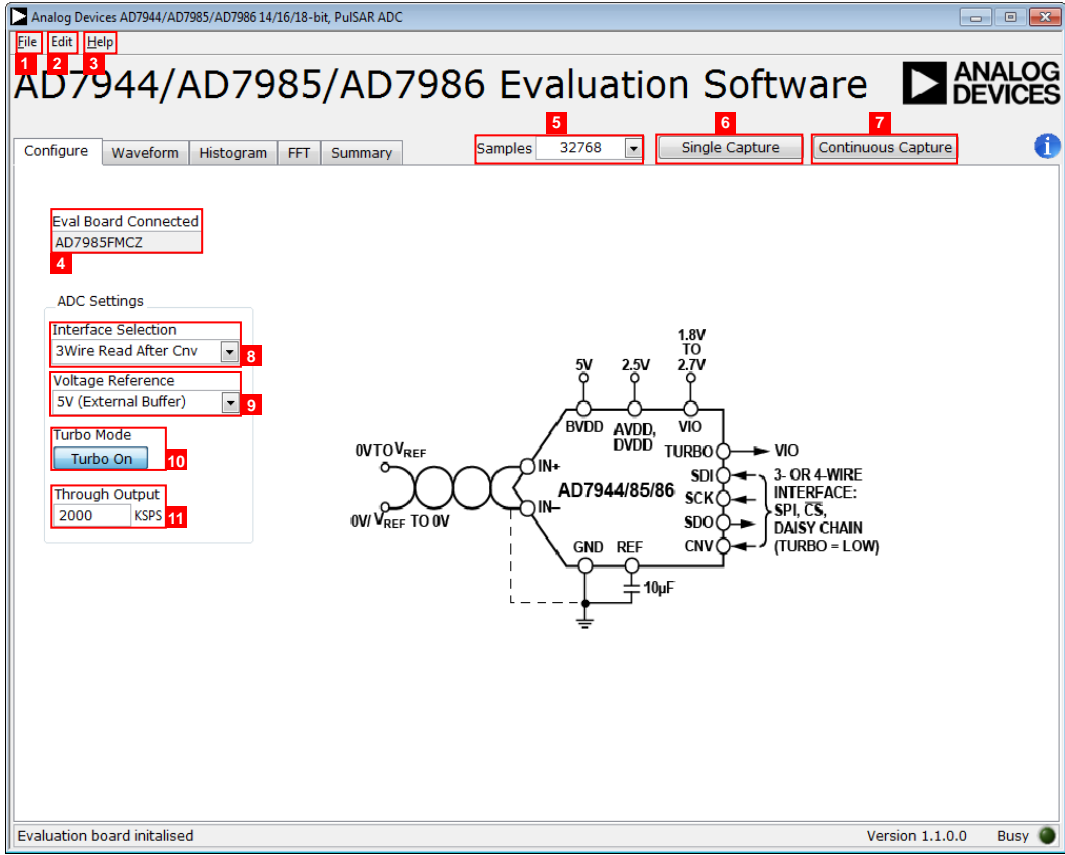 Analog Devices AD7944/AD7985/AD7986 14/16/18-bit, PulSAR ADC
File Edit Help
1 2 3
AD7944/AD7985/AD7986 Evaluation Software
ANALOG
DEVICES
5 6 7
Configure Waveform Histogram FFT Summary
Samples 32768 Single Capture Continuous Capture i
Eval Board Connected
AD7985FMCZ
4
ADC Settings
Interface Selection
3Wire Read After Cnv 8
Voltage Reference
5V (External Buffer) 9
Turbo Mode
Turbo On 10
Through Output
2000 KSPS 11
1.8V
TO
5V 2.5V 2.7V
BVDD AVDD, DVDD VIO
0V TO VREF
IN+
TURBO VIO
AD7944/85/86
SDI
SCK
SDO
CNV
3- OR 4-WIRE
INTERFACE:
SPI, CS,
DAISY CHAIN
(TURBO = LOW)
IN–
0V/ VREF TO 0V
GND REF
10µF
Evaluation board initalised Version 1.1.0.0 Busy